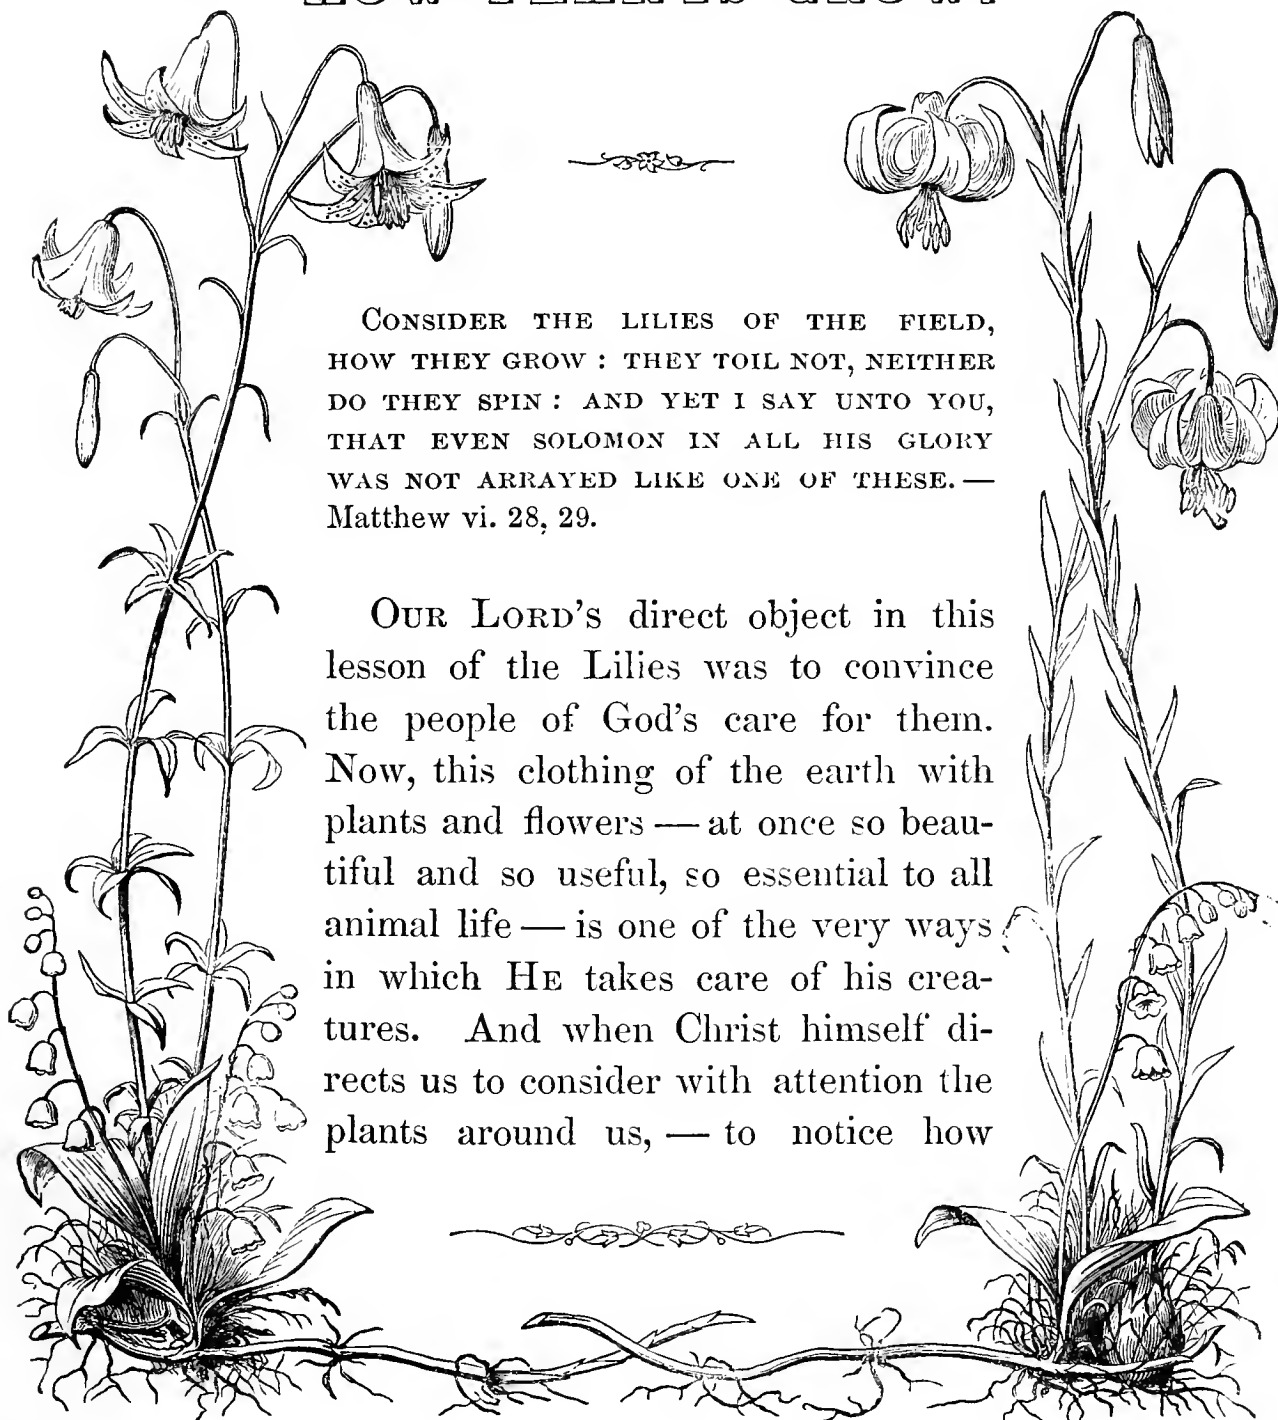 HOW PLANTS GROW.
CONSIDER THE LILIES OF THE FIELD,
HOW THEY GROW : THEY TOIL NOT, NEITHER
DO THEY SPIN : AND YET I SAY UNTO YOU,
THAT EVEN SOLOMON IN ALL HIS GLORY
WAS NOT ARRAYED LIKE ONE OF THESE. —
Matthew vi. 28, 29.
OUR LORD'S direct object in this
lesson of the Lilies was to convince
the people of God's care for them.
Now, this clothing of the earth with
plants and flowers — at once so beau-
tiful and so useful, so essential to all
animal life — is one of the very ways
in which HE takes care of his crea-
tures. And when Christ himself di-
rects us to consider with attention the
plants around us, — to notice how